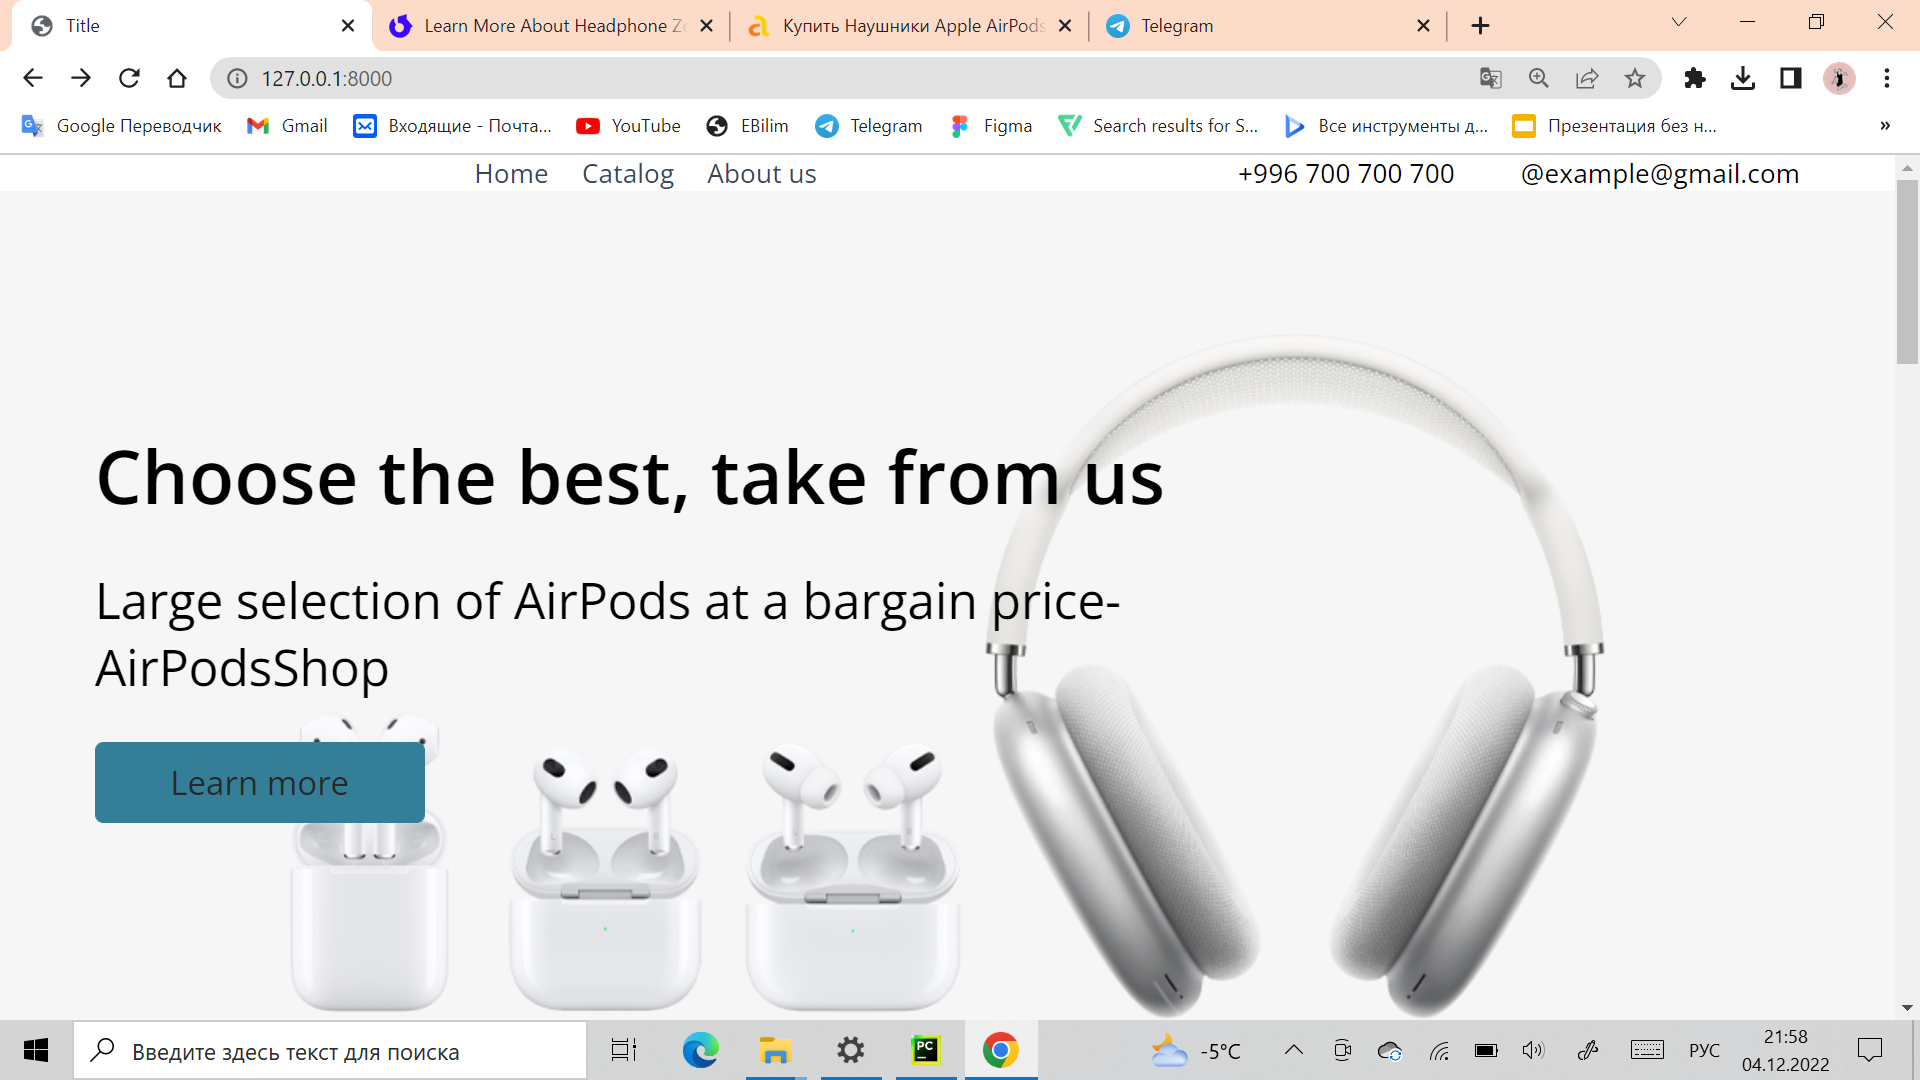 Title
Learn More About Headphone Zo
Купить Наушники Apple AirPods
Telegram
127.0.0.1:8000
Google Переводчик
Gmail
Входящие - Почта...
YouTube
EBilim
Telegram
Figma
Search results for S...
Все инструменты д...
Презентация без н...
»
Home
Catalog
About us
+996 700 700 700
@example@gmail.com
Choose the best, take from us
Large selection of AirPods at a bargain price-
AirPodsShop
Learn more
Введите здесь текст для поиска
PC
-5°C
РУС
21:58
04.12.2022